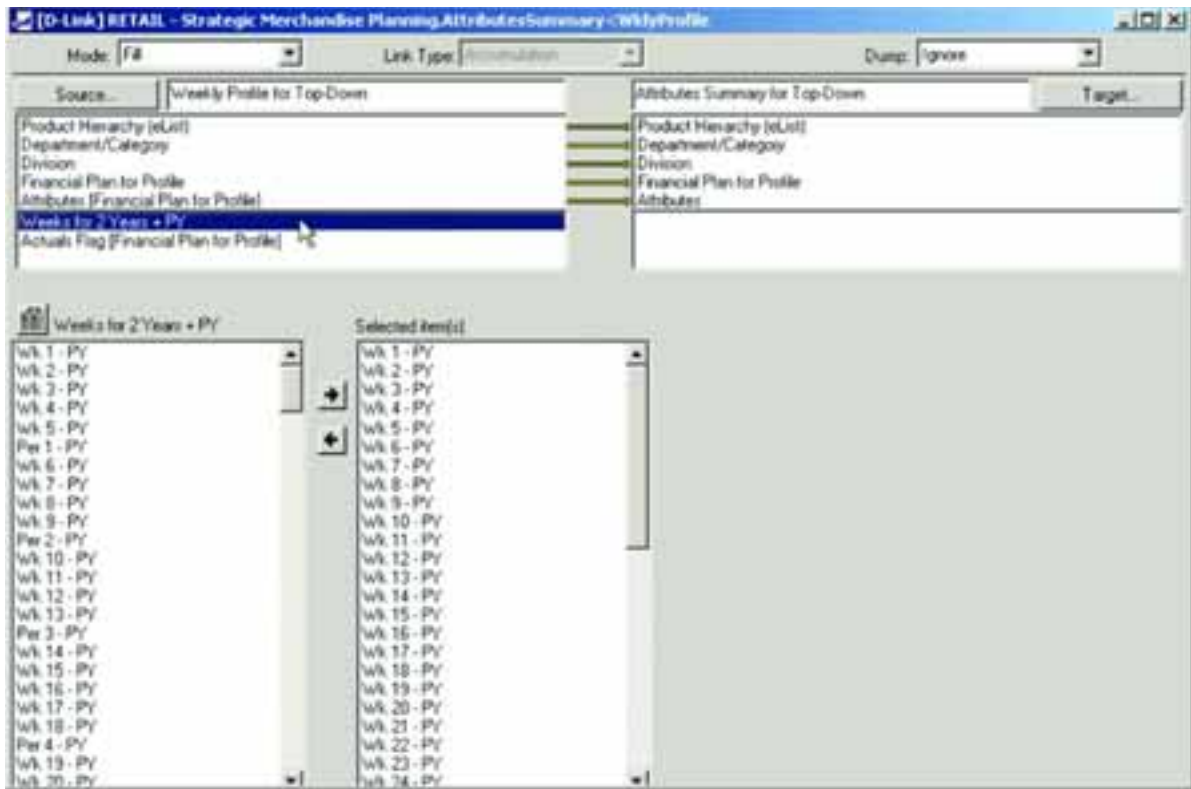 [D-Link] RETAIL - Strategic Merchandise Planning.AttributesSummary<WklyProfile
Mode: Fill
Link Type: Accumulation
Dump: Ignore
Source...
Weekly Profile for Top-Down
Attributes Summary for Top-Down
Target...
Product Hierarchy (eList)
Department/Category
Division
Financial Plan for Profile
Attributes [Financial Plan for Profile]
Weeks for 2 Years + PY
Actuals Flag [Financial Plan for Profile]
Product Hierarchy (eList)
Department/Category
Division
Financial Plan for Profile
Attributes
Weeks for 2 Years + PY
Wk 1 - PY
Wk 2 - PY
Wk 3 - PY
Wk 4 - PY
Wk 5 - PY
Per 1 - PY
Wk 6 - PY
Wk 7 - PY
Wk 8 - PY
Wk 9 - PY
Per 2 - PY
Wk 10 - PY
Wk 11 - PY
Wk 12 - PY
Wk 13 - PY
Per 3 - PY
Wk 14 - PY
Wk 15 - PY
Wk 16 - PY
Wk 17 - PY
Wk 18 - PY
Per 4 - PY
Wk 19 - PY
Wk 20 - PY
Selected item(s)
Wk 1 - PY
Wk 2 - PY
Wk 3 - PY
Wk 4 - PY
Wk 5 - PY
Wk 6 - PY
Wk 7 - PY
Wk 8 - PY
Wk 9 - PY
Wk 10 - PY
Wk 11 - PY
Wk 12 - PY
Wk 13 - PY
Wk 14 - PY
Wk 15 - PY
Wk 16 - PY
Wk 17 - PY
Wk 18 - PY
Wk 19 - PY
Wk 20 - PY
Wk 21 - PY
Wk 22 - PY
Wk 23 - PY
Wk 24 - PY